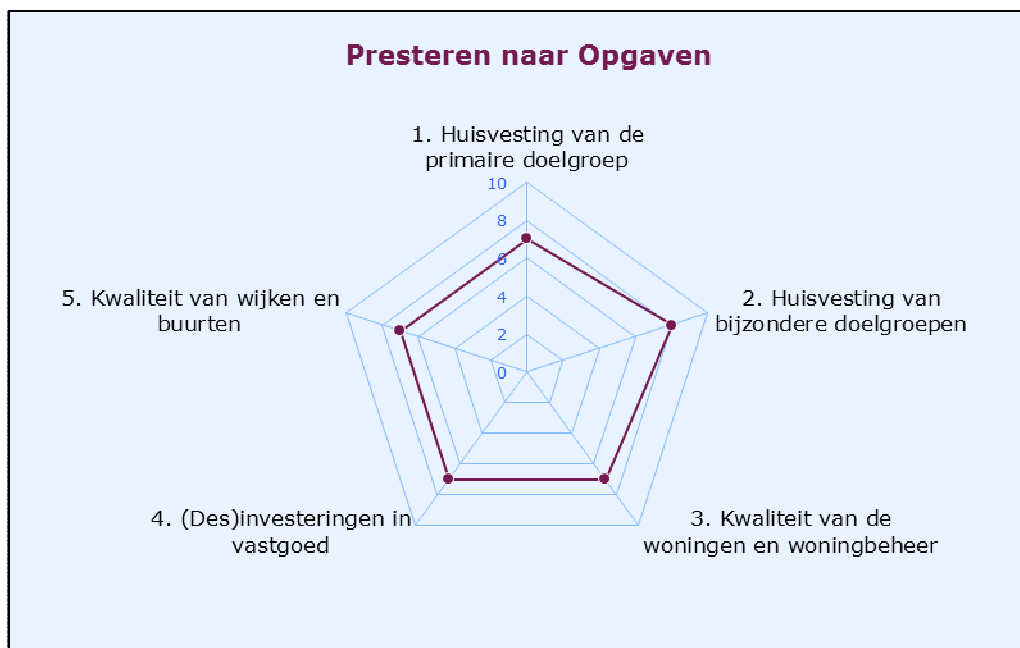 Presteren naar Opgaven
1. Huisvesting van de
primaire doelgroep
10
8
6
4
2
0
5. Kwaliteit van wijken en
buurten
2. Huisvesting van
bijzondere doelgroepen
4. (Des)investeringen in
vastgoed
3. Kwaliteit van de
woningen en woningbeheer